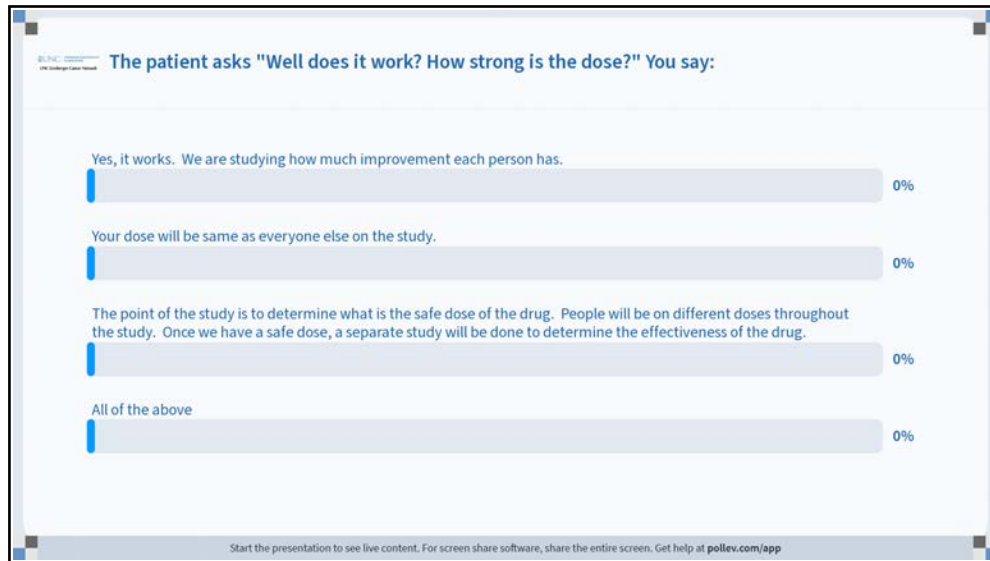 UNC
The patient asks "Well does it work? How strong is the dose?" You say:
Yes, it works. We are studying how much improvement each person has.
0%
Your dose will be same as everyone else on the study.
0%
The point of the study is to determine what is the safe dose of the drug. People will be on different doses throughout
the study. Once we have a safe dose, a separate study will be done to determine the effectiveness of the drug.
0%
All of the above
0%
Start the presentation to see live content. For screen share software, share the entire screen. Get help at pollev.com/app